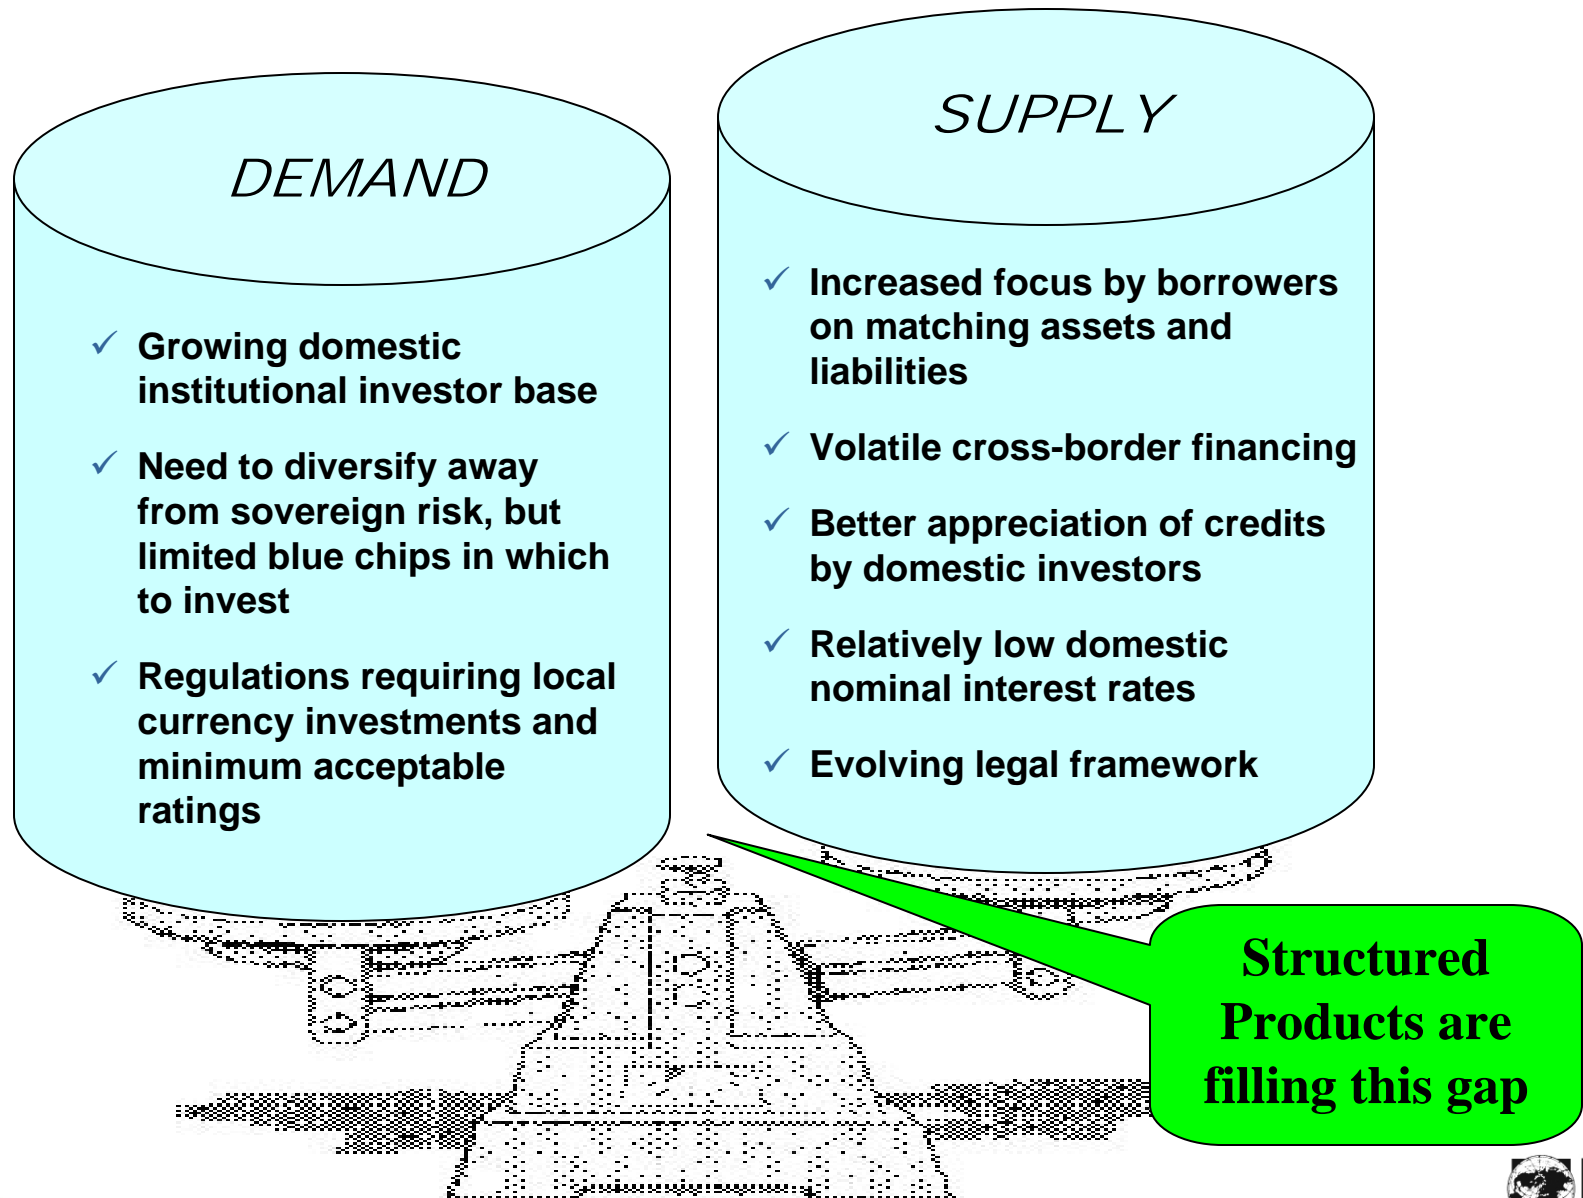 DEMAND
✓ Growing domestic
institutional investor base
✓ Need to diversify away
from sovereign risk, but
limited blue chips in which
to invest
✓ Regulations requiring local
currency investments and
minimum acceptable
ratings
SUPPLY
✓ Increased focus by borrowers
on matching assets and
liabilities
✓ Volatile cross-border financing
✓ Better appreciation of credits
by domestic investors
✓ Relatively low domestic
nominal interest rates
✓ Evolving legal framework
Structured
Products are
filling this gap